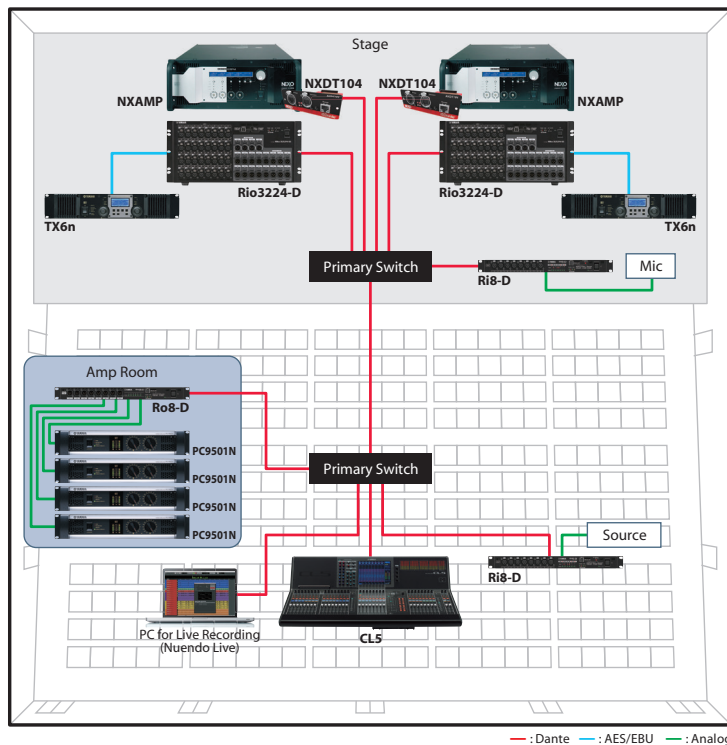 Stage
NXDT104
NXDT104
NXAMP
NXAMP
Rio3224-D
Rio3224-D
TX6n
TX6n
Primary Switch
Mic
Ri8-D
Amp Room
Ro8-D
PC9501N
PC9501N
PC9501N
PC9501N
Primary Switch
Source
Ri8-D
PC for Live Recording
(Nuendo Live)
CL5
: Dante : AES/EBU : Analog